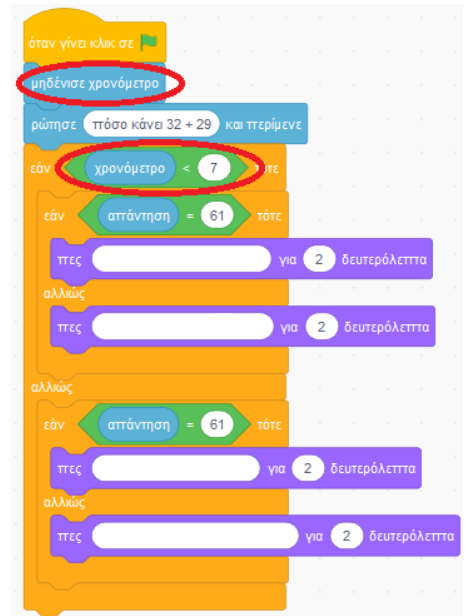 όταν γίνει κλικ σε
μηδένισε χρονόμετρο
ρώτησε πόσο κάνει 32 + 29 και περίμενε
εάν χρονόμετρο < 7 τότε
εάν απάντηση = 61 τότε
πες για 2 δευτερόλεπτα
αλλιώς
πες για 2 δευτερόλεπτα
αλλιώς
εάν απάντηση = 61 τότε
πες για 2 δευτερόλεπτα
αλλιώς
πες για 2 δευτερόλεπτα